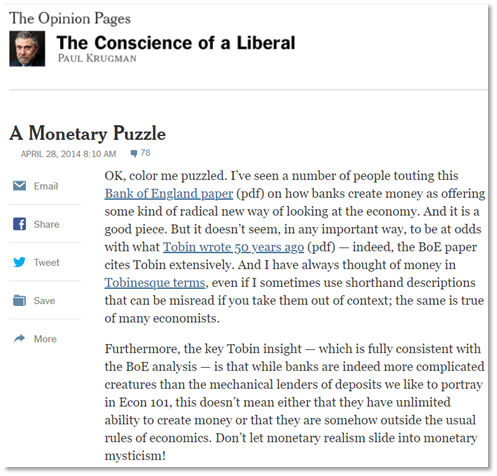 The Opinion Pages
The Conscience of a Liberal
PAUL KRUGMAN
A Monetary Puzzle
APRIL 28, 2014 8:10 AM 76
Email
Share
Tweet
Save
More
OK, color me puzzled. I've seen a number of people touting this
Bank of England paper (pdf) on how banks create money as offering
some kind of radical new way of looking at the economy. And it is a
good piece. But it doesn't seem, in any important way, to be at odds
with what Tobin wrote 50 years ago (pdf) — indeed, the BoE paper
cites Tobin extensively. And I have always thought of money in
Tobinesque terms, even if I sometimes use shorthand descriptions
that can be misread if you take them out of context; the same is true
of many economists.
Furthermore, the key Tobin insight — which is fully consistent with
the BoE analysis — is that while banks are indeed more complicated
creatures than the mechanical lenders of deposits we like to portray
in Econ 101, this doesn't mean either that they have unlimited
ability to create money or that they are somehow outside the usual
rules of economics. Don't let monetary realism slide into monetary
mysticism!